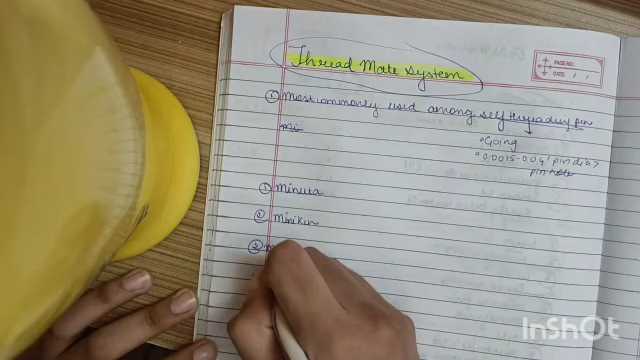 Thread Mate System
PAGE NO.
DATE: / /
① Most commonly used among self threading pin
• Going
• 0.0015-0.04' pin dia >
pin hole
① Minuta
② Minikin
③ M
InShOt